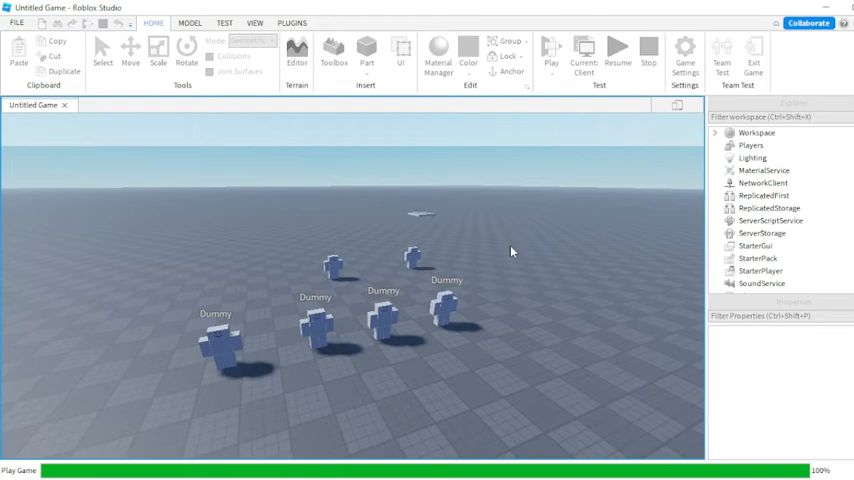 Untitled Game - Roblox Studio
FILE HOME MODEL TEST VIEW PLUGINS Collaborate
Copy Mode: Geometric Group
Paste Cut Select Move Scale Rotate Collisions Editor Toolbox Part UI Material Manager Color Lock Play Current: Client Resume Stop Game Settings Team Test Exit Game
Duplicate Join Surfaces Anchor
Clipboard Tools Terrain Insert Edit Test Settings Team Test
Untitled Game
Explorer
Filter workspace (Ctrl+Shift+X)
Workspace
Players
Lighting
MaterialService
NetworkClient
ReplicatedFirst
ReplicatedStorage
ServerScriptService
ServerStorage
StarterGui
StarterPack
StarterPlayer
SoundService
Properties
Filter Properties (Ctrl+Shift+P)
Dummy
Dummy
Dummy
Dummy
Play Game 100%